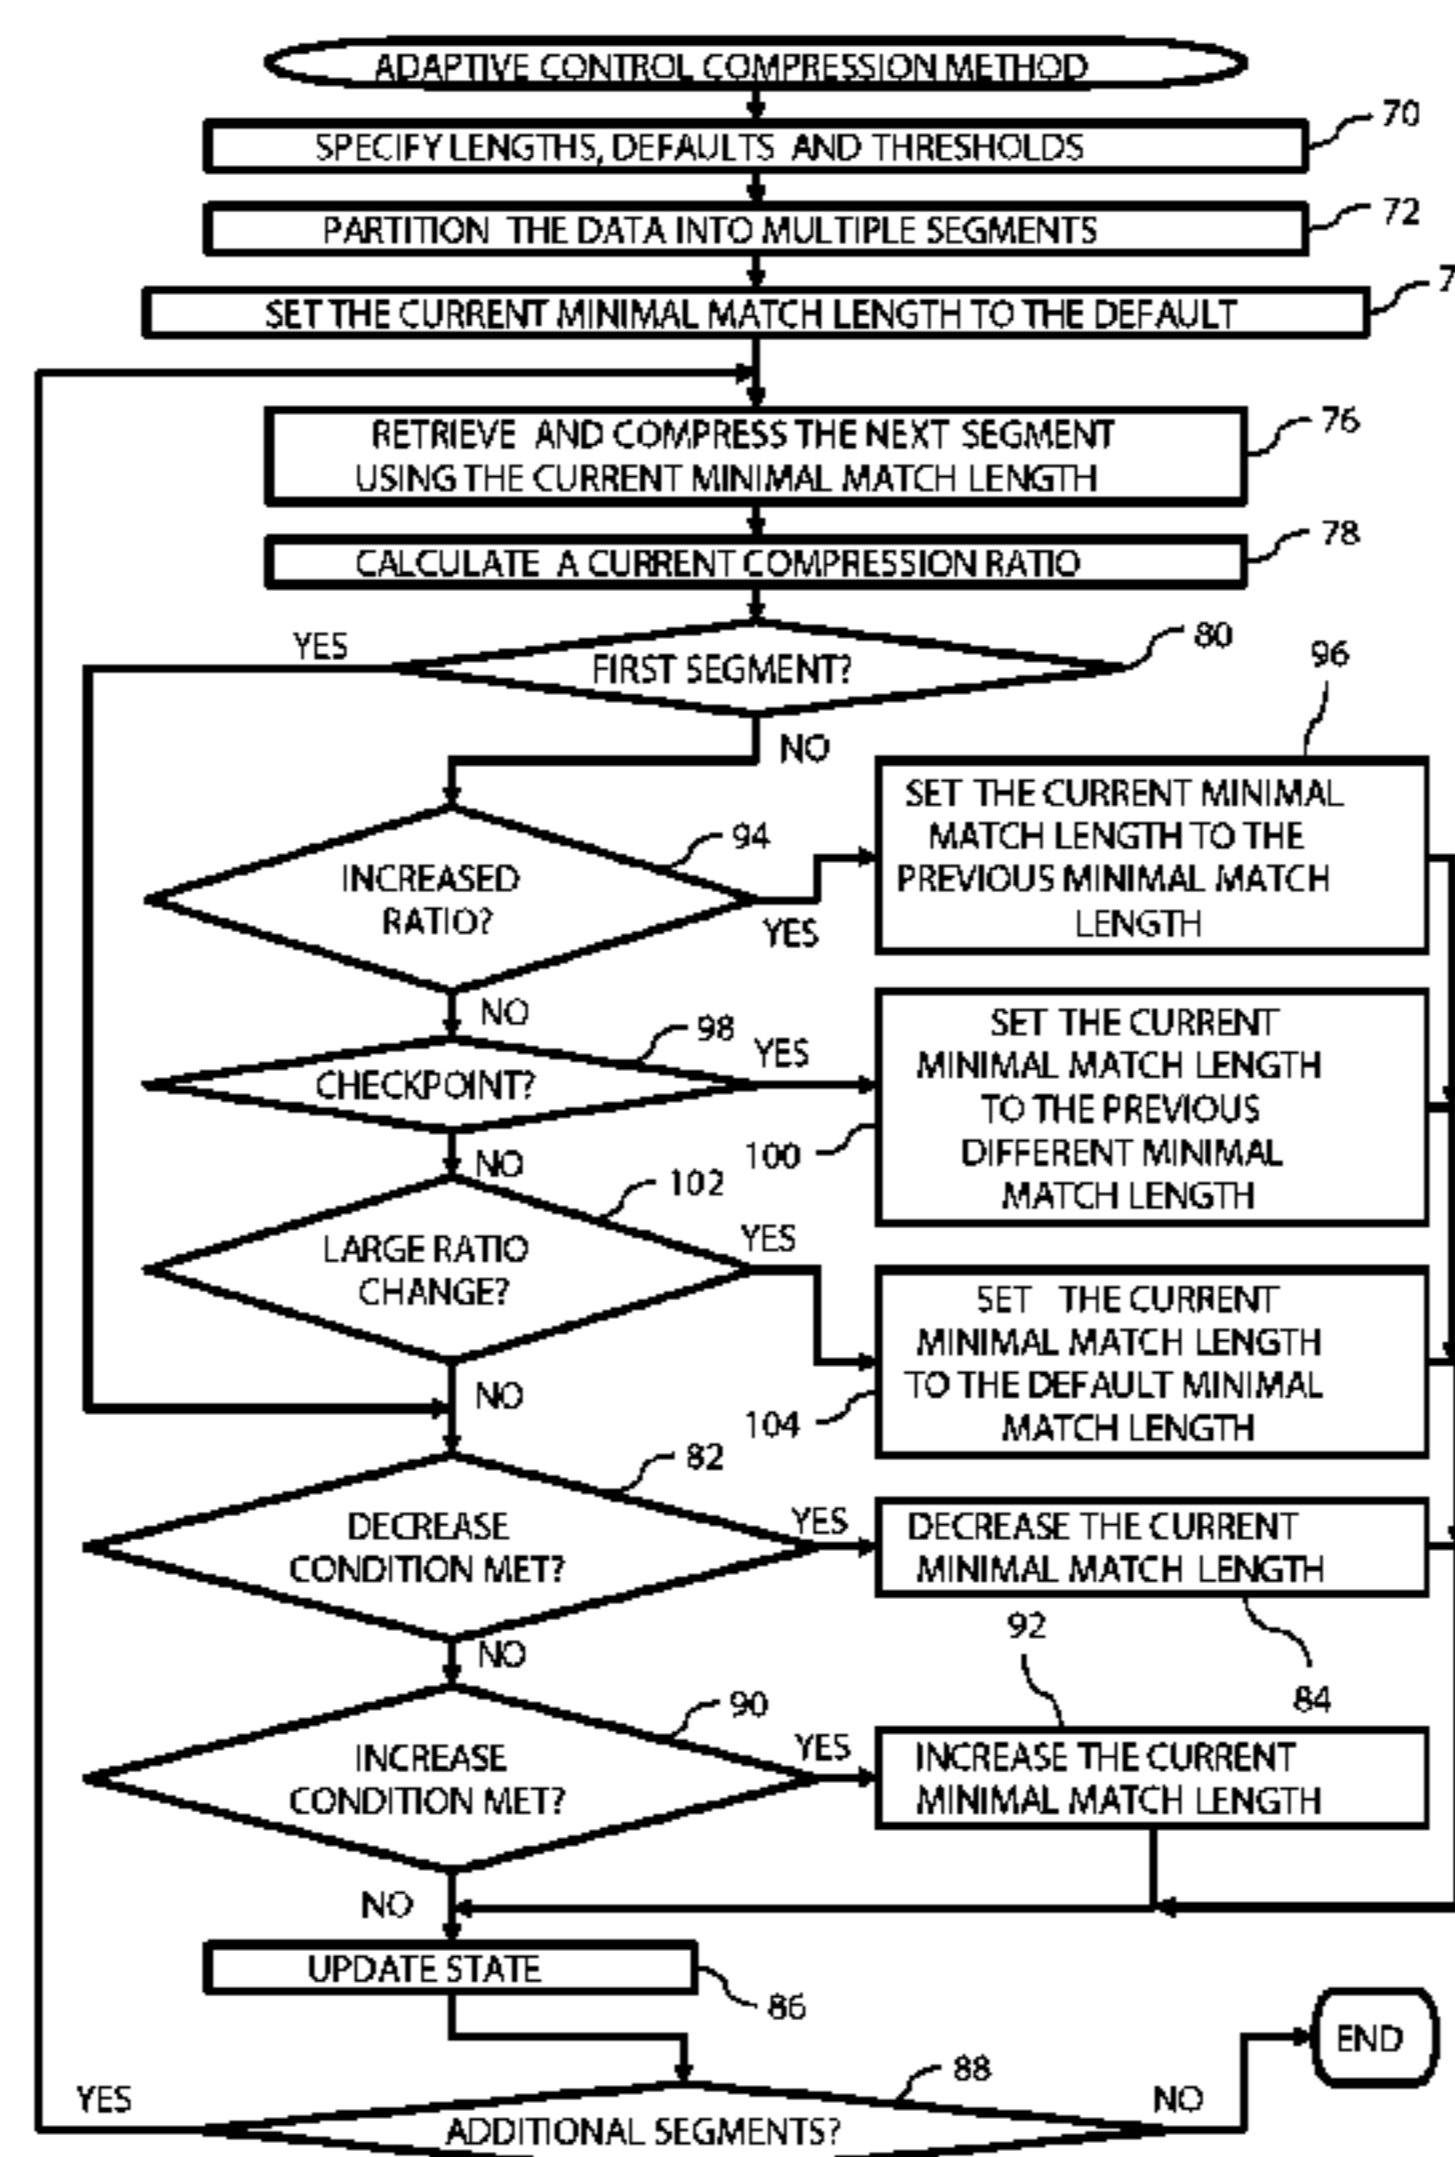 ADAPTIVE CONTROL COMPRESSION METHOD
70
SPECIFY LENGTHS, DEFAULTS AND THRESHOLDS
72
PARTITION THE DATA INTO MULTIPLE SEGMENTS
SET THE CURRENT MINIMAL MATCH LENGTH TO THE DEFAULT
76
RETRIEVE AND COMPRESS THE NEXT SEGMENT
USING THE CURRENT MINIMAL MATCH LENGTH
78
CALCULATE A CURRENT COMPRESSION RATIO
80
YES
FIRST SEGMENT?
NO
96
SET THE CURRENT MINIMAL
MATCH LENGTH TO THE
PREVIOUS MINIMAL MATCH
LENGTH
94
INCREASED
RATIO?
YES
NO
98
CHECKPOINT?
YES
SET THE CURRENT
MINIMAL MATCH LENGTH
TO THE PREVIOUS
DIFFERENT MINIMAL
MATCH LENGTH
100
NO
102
LARGE RATIO
CHANGE?
YES
SET THE CURRENT
MINIMAL MATCH LENGTH
TO THE DEFAULT MINIMAL
MATCH LENGTH
104
NO
82
DECREASE
CONDITION MET?
YES
DECREASE THE CURRENT
MINIMAL MATCH LENGTH
84
NO
92
90
INCREASE
CONDITION MET?
YES
INCREASE THE CURRENT
MINIMAL MATCH LENGTH
NO
UPDATE STATE
86
END
88
YES
ADDITIONAL SEGMENTS?
NO